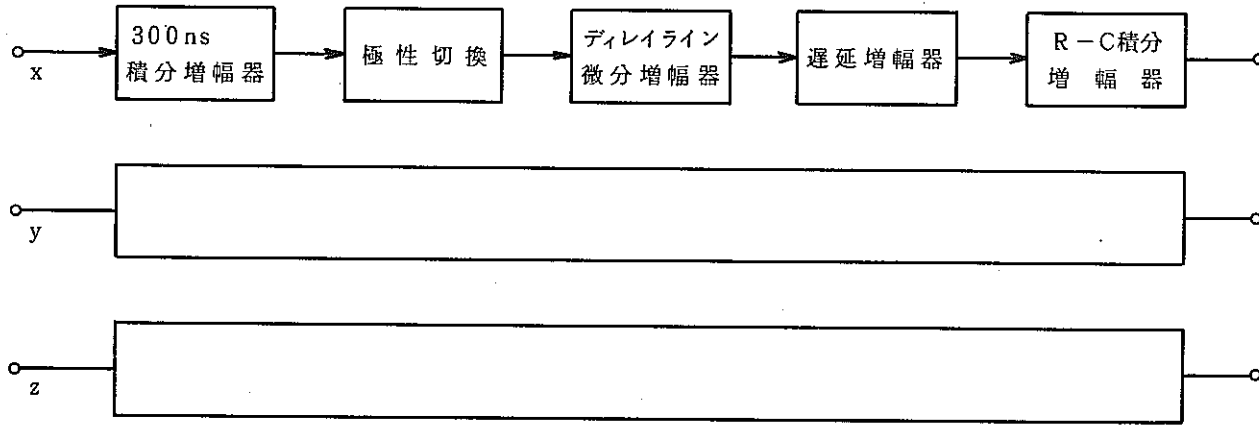 300ns
積分増幅器
極性切換
ディレイライン
微分増幅器
遅延増幅器
R-C積分
増幅器
x
y
z